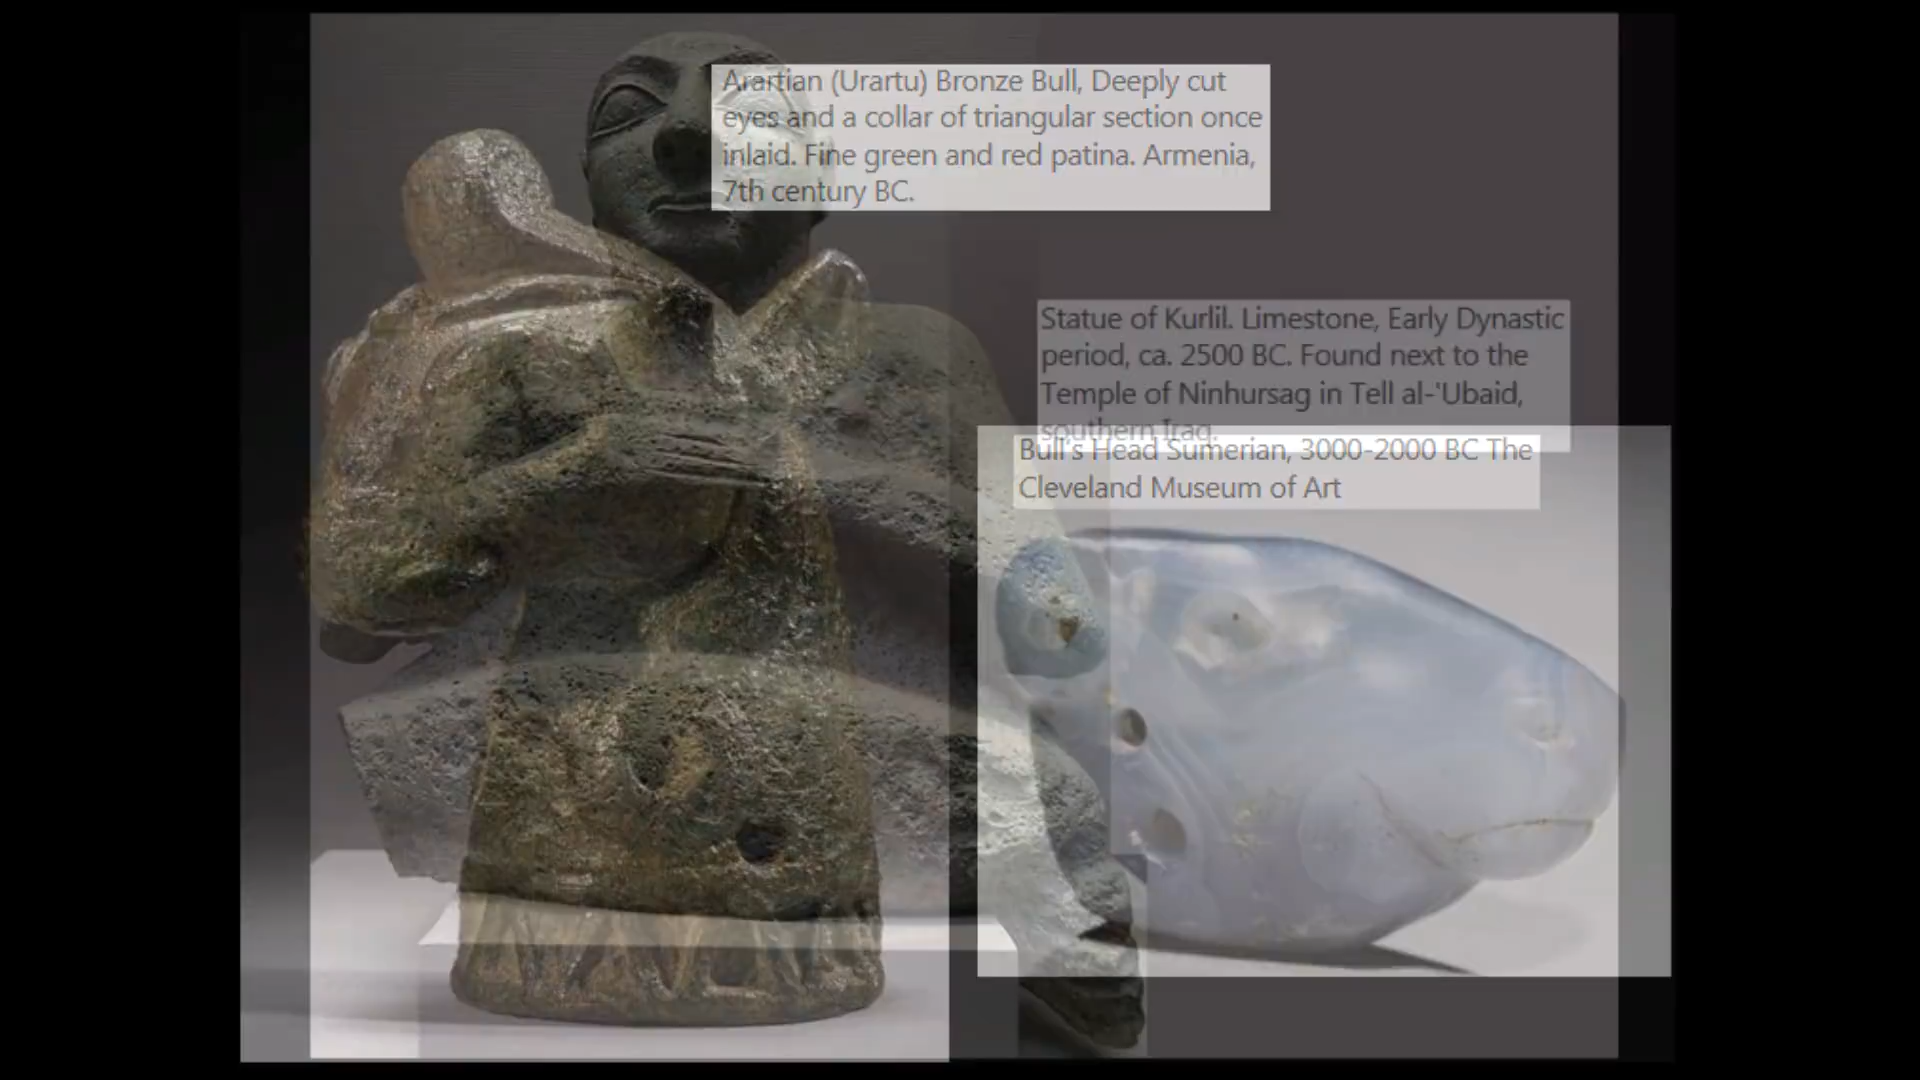 Arartian (Urartu) Bronze Bull, Deeply cut
eyes and a collar of triangular section once
inlaid. Fine green and red patina. Armenia,
7th century BC.
Statue of Kurlil. Limestone, Early Dynastic
period, ca. 2500 BC. Found next to the
Temple of Ninhursag in Tell al-'Ubaid,
southern Iraq.
Bull's Head Sumerian, 3000-2000 BC The
Cleveland Museum of Art